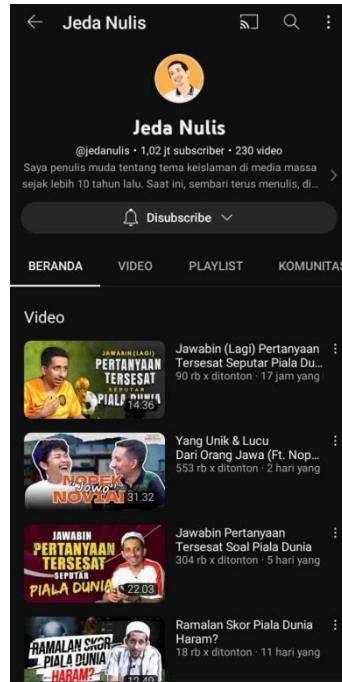 Jeda Nulis
Jeda Nulis
@jedanulis • 1,02 jt subscriber • 230 video
Saya penulis muda tentang tema keislaman di media massa
sejak lebih 10 tahun lalu. Saat ini, sembari terus menulis, di...
Disubscribe
BERANDA VIDEO PLAYLIST KOMUNITAS
Video
JAWABIN (LAGI)
PERTANYAAN
TERSESAT
SEPUTAR
PIALA DUNIA
14.36
Jawabin (Lagi) Pertanyaan
Tersesat Seputar Piala Du...
90 rb x ditonton · 17 jam yang
NOPEK
"Jowo"
NOVIAN
31.32
Yang Unik & Lucu
Dari Orang Jawa (Ft. Nop...
553 rb x ditonton · 2 hari yang
JAWABIN
PERTANYAAN
TERSESAT
SEPUTAR
PIALA DUNIA
22.03
Jawabin Pertanyaan
Tersesat Soal Piala Dunia
304 rb x ditonton · 5 hari yang
RAMALAN SKOR
PIALA DUNIA
HARAM?
12.40
Ramalan Skor Piala Dunia
Haram?
18 rb x ditonton · 11 hari yang